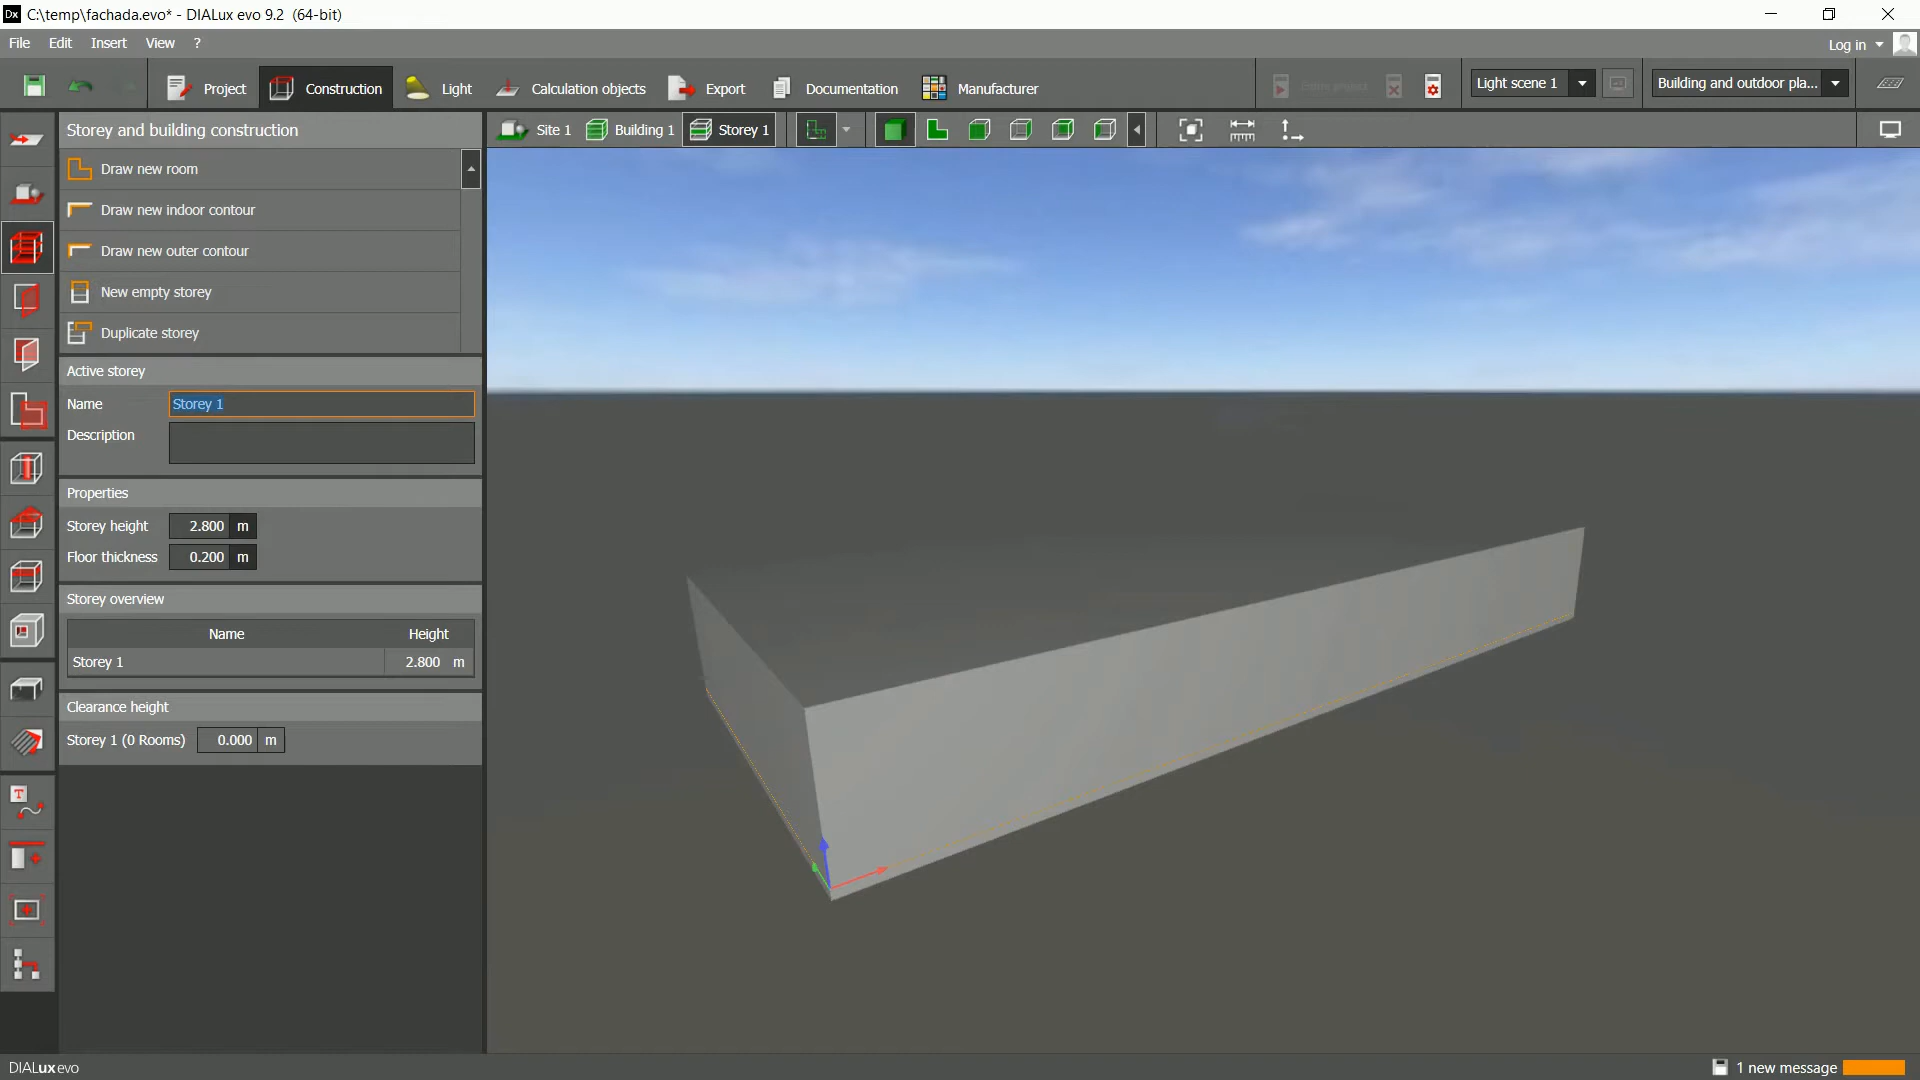 C:\temp\fachada.evo* - DIALux evo 9.2 (64-bit)
File Edit Insert View ?
Log in
Project Construction Light Calculation objects Export Documentation Manufacturer
Entire project
Light scene 1
Building and outdoor pla...
Storey and building construction
Site 1 Building 1 Storey 1
Draw new room
Draw new indoor contour
Draw new outer contour
New empty storey
Duplicate storey
Active storey
Name Storey 1
Description
Properties
Storey height 2.800 m
Floor thickness 0.200 m
Storey overview
Name Height
Storey 1 2.800 m
Clearance height
Storey 1 (0 Rooms) 0.000 m
DIALux evo
1 new message